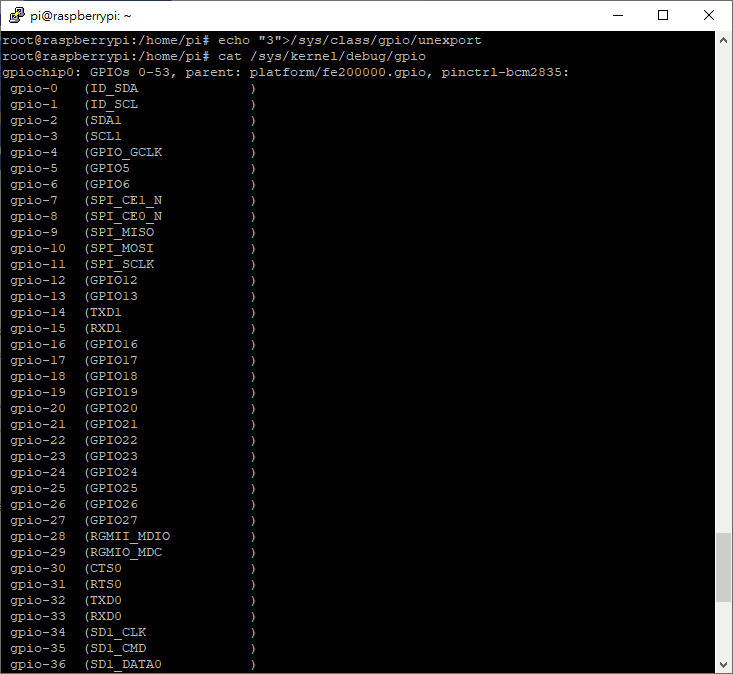 pi@raspberrypi: ~
root@raspberrypi:/home/pi# echo "3">/sys/class/gpio/unexport
root@raspberrypi:/home/pi# cat /sys/kernel/debug/gpio
gpiochip0: GPIOs 0-53, parent: platform/fe200000.gpio, pinctrl-bcm2835:
 gpio-0   (ID_SDA              )
 gpio-1   (ID_SCL              )
 gpio-2   (SDA1                )
 gpio-3   (SCL1                )
 gpio-4   (GPIO_GCLK           )
 gpio-5   (GPIO5               )
 gpio-6   (GPIO6               )
 gpio-7   (SPI_CE1_N           )
 gpio-8   (SPI_CE0_N           )
 gpio-9   (SPI_MISO            )
 gpio-10  (SPI_MOSI            )
 gpio-11  (SPI_SCLK            )
 gpio-12  (GPIO12              )
 gpio-13  (GPIO13              )
 gpio-14  (TXD1                )
 gpio-15  (RXD1                )
 gpio-16  (GPIO16              )
 gpio-17  (GPIO17              )
 gpio-18  (GPIO18              )
 gpio-19  (GPIO19              )
 gpio-20  (GPIO20              )
 gpio-21  (GPIO21              )
 gpio-22  (GPIO22              )
 gpio-23  (GPIO23              )
 gpio-24  (GPIO24              )
 gpio-25  (GPIO25              )
 gpio-26  (GPIO26              )
 gpio-27  (GPIO27              )
 gpio-28  (RGMII_MDIO          )
 gpio-29  (RGMIO_MDC           )
 gpio-30  (CTS0                )
 gpio-31  (RTS0                )
 gpio-32  (TXD0                )
 gpio-33  (RXD0                )
 gpio-34  (SD1_CLK             )
 gpio-35  (SD1_CMD             )
 gpio-36  (SD1_DATA0           )